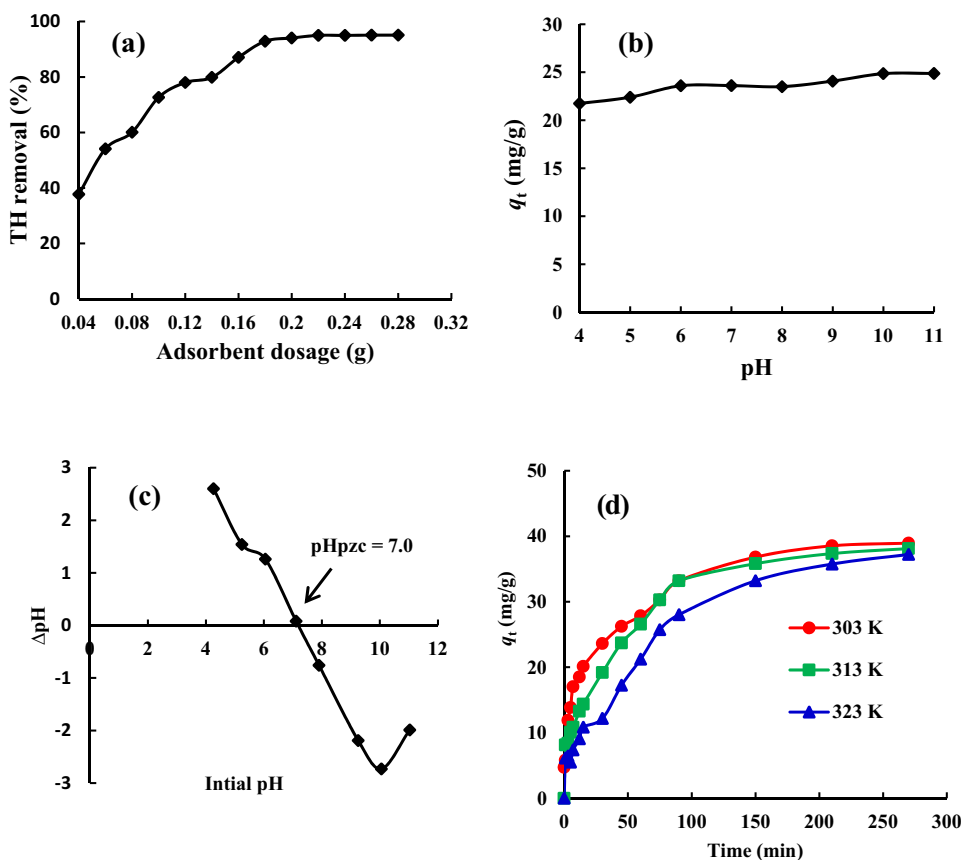 (a)
TH removal (%)
100
80
60
40
20
0
0.04 0.08 0.12 0.16 0.2 0.24 0.28 0.32
Adsorbent dosage (g)
(b)
qt (mg/g)
30
25
20
15
10
5
0
4 5 6 7 8 9 10 11
pH
(c)
ΔpH
3
2
1
0
-1
-2
-3
0 2 4 6 8 10 12
pHpzc = 7.0
Intial pH
(d)
qt (mg/g)
50
40
30
20
10
0
303 K
313 K
323 K
0 50 100 150 200 250 300
Time (min)